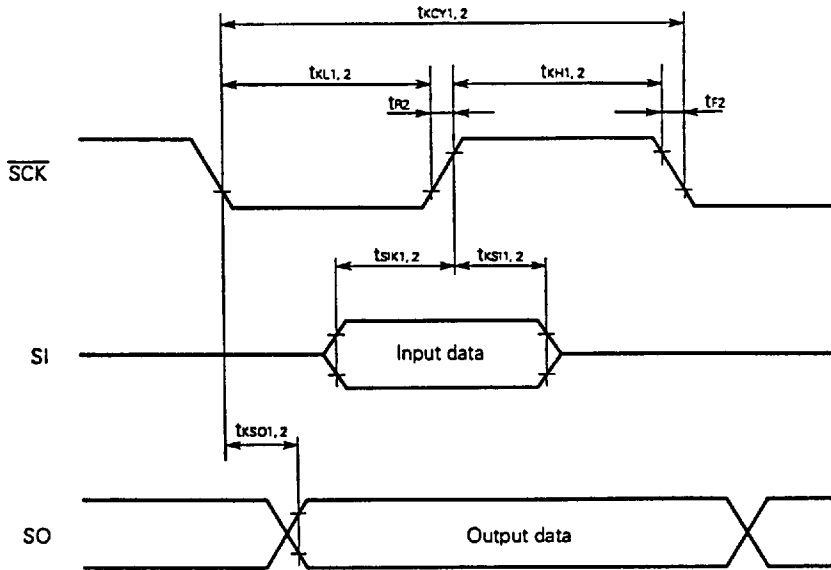 tKCY1, 2
tKL1, 2
tKH1, 2
tR2
tF2
SCK
tSIK1, 2
tKSI1, 2
SI
Input data
tKSO1, 2
SO
Output data